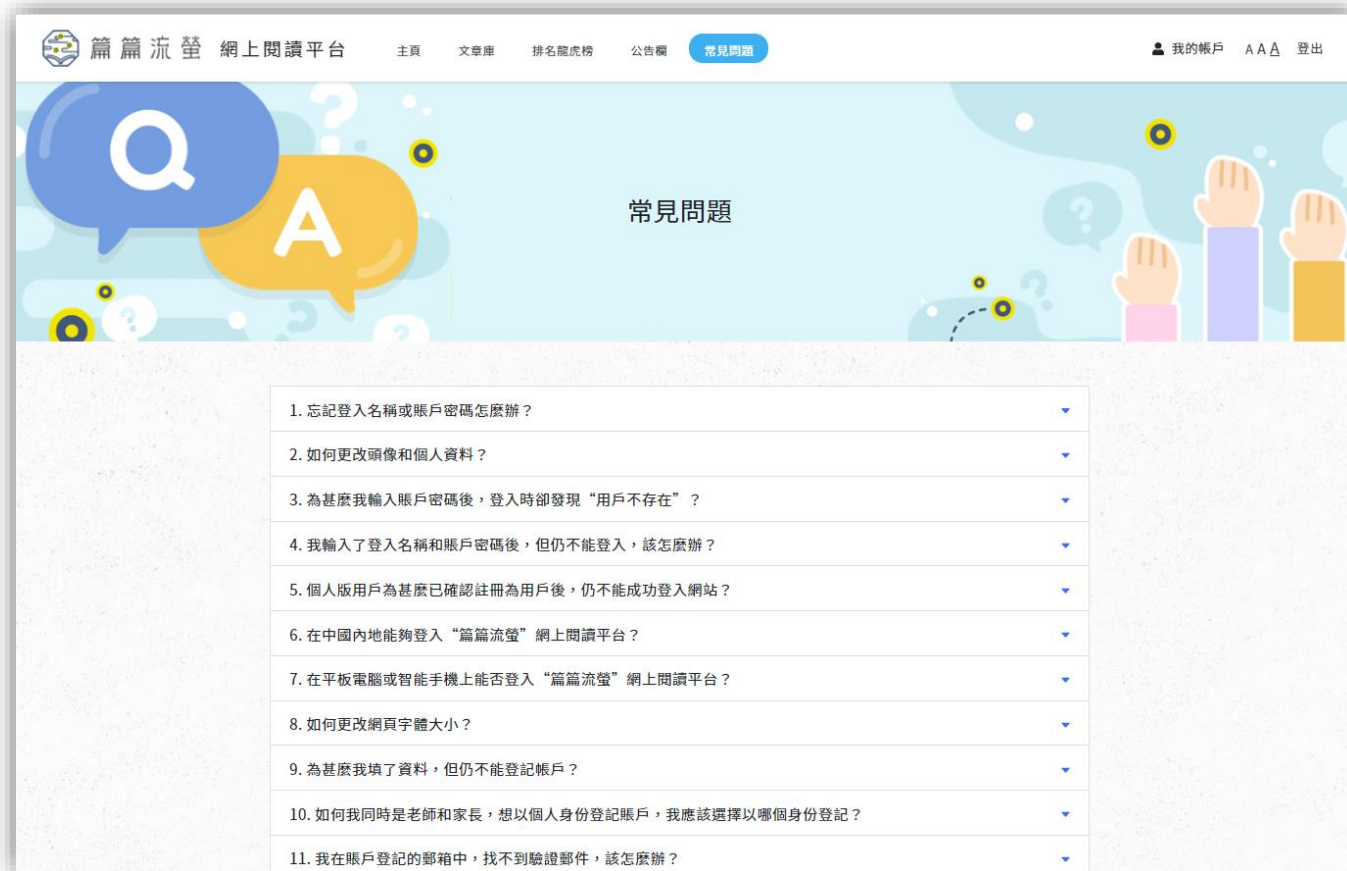 篇篇流螢 網上閱讀平台 主頁 文章庫 排名龍虎榜 公告欄 常見問題 我的帳戶 A A A 登出
Q
A
常見問題
1. 忘記登入名稱或賬戶密碼怎麼辦？
2. 如何更改頭像和個人資料？
3. 為甚麼我輸入賬戶密碼後，登入時卻發現“用戶不存在”？
4. 我輸入了登入名稱和賬戶密碼後，但仍不能登入，該怎麼辦？
5. 個人版用戶為甚麼已確認註冊為用戶後，仍不能成功登入網站？
6. 在中國內地能夠登入“篇篇流螢”網上閱讀平台？
7. 在平板電腦或智能手機上能否登入“篇篇流螢”網上閱讀平台？
8. 如何更改網頁字體大小？
9. 為甚麼我填了資料，但仍不能登記帳戶？
10. 如何我同時是老師和家長，想以個人身份登記賬戶，我應該選擇以哪個身份登記？
11. 我在賬戶登記的郵箱中，找不到驗證郵件，該怎麼辦？